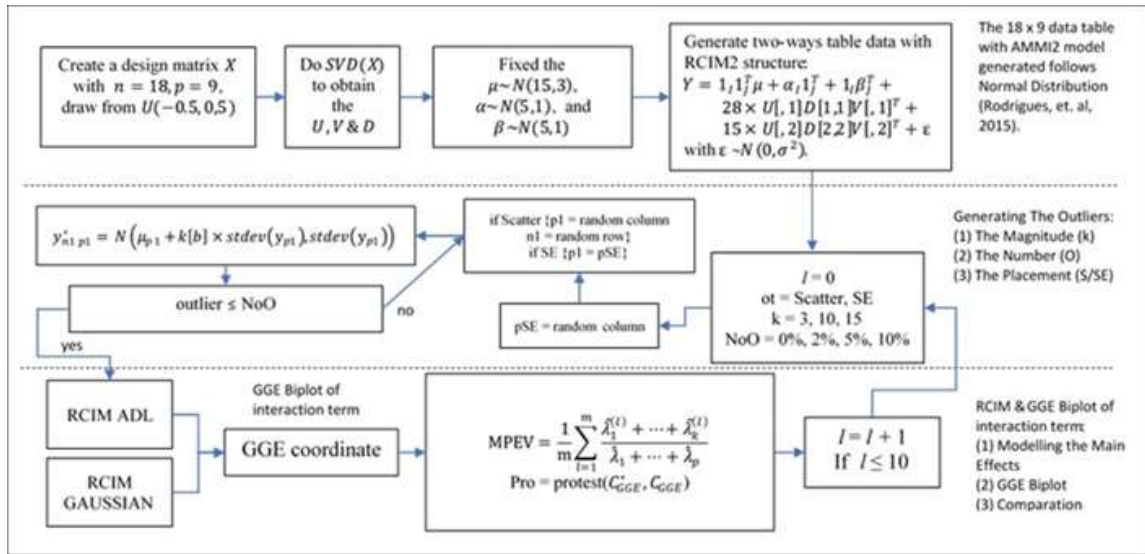 Create a design matrix X
with n = 18, p = 9,
draw from U(−0.5, 0,5)
Do SVD(X)
to obtain
the
U, V & D
Fixed the
μ~N(15,3),
α~N(5,1), and
β~N(5,1)
Generate two-ways table data with
RCIM2 structure:
Y = 1_I 1_J^T μ + α_I 1_J^T + 1_I β_J^T +
28 × U[,1]D[1,1]V[,1]^T +
15 × U[,2]D[2,2]V[,2]^T + ε
with ε ~N (0, σ²).
The 18 x 9 data table
with AMMI2 model
generated follows
Normal Distribution
(Rodrigues, et. al,
2015).
y*_{n1 p1} = N(μ_{p1} + k[b] × stdev(y_{p1}), stdev(y_{p1}))
outlier ≤ NoO
no
yes
if Scatter {p1 = random column
n1 = random row}
if SE {p1 = pSE}
pSE = random column
l = 0
ot = Scatter, SE
k = 3, 10, 15
NoO = 0%, 2%, 5%, 10%
Generating The Outliers:
(1) The Magnitude (k)
(2) The Number (O)
(3) The Placement (S/SE)
RCIM ADL
RCIM
GAUSSIAN
GGE Biplot of
interaction term
GGE coordinate
MPEV = 1/m ∑_{l=1}^{m} (λ̂_1^{(l)} + ⋯ + λ̂_k^{(l)})/(λ̂_1 + ⋯ + λ̂_p)
Pro = protest(C*_{GGE}, C_{GGE})
l = l + 1
If l ≤ 10
RCIM & GGE Biplot of
interaction term:
(1) Modelling the Main
Effects
(2) GGE Biplot
(3) Comparation